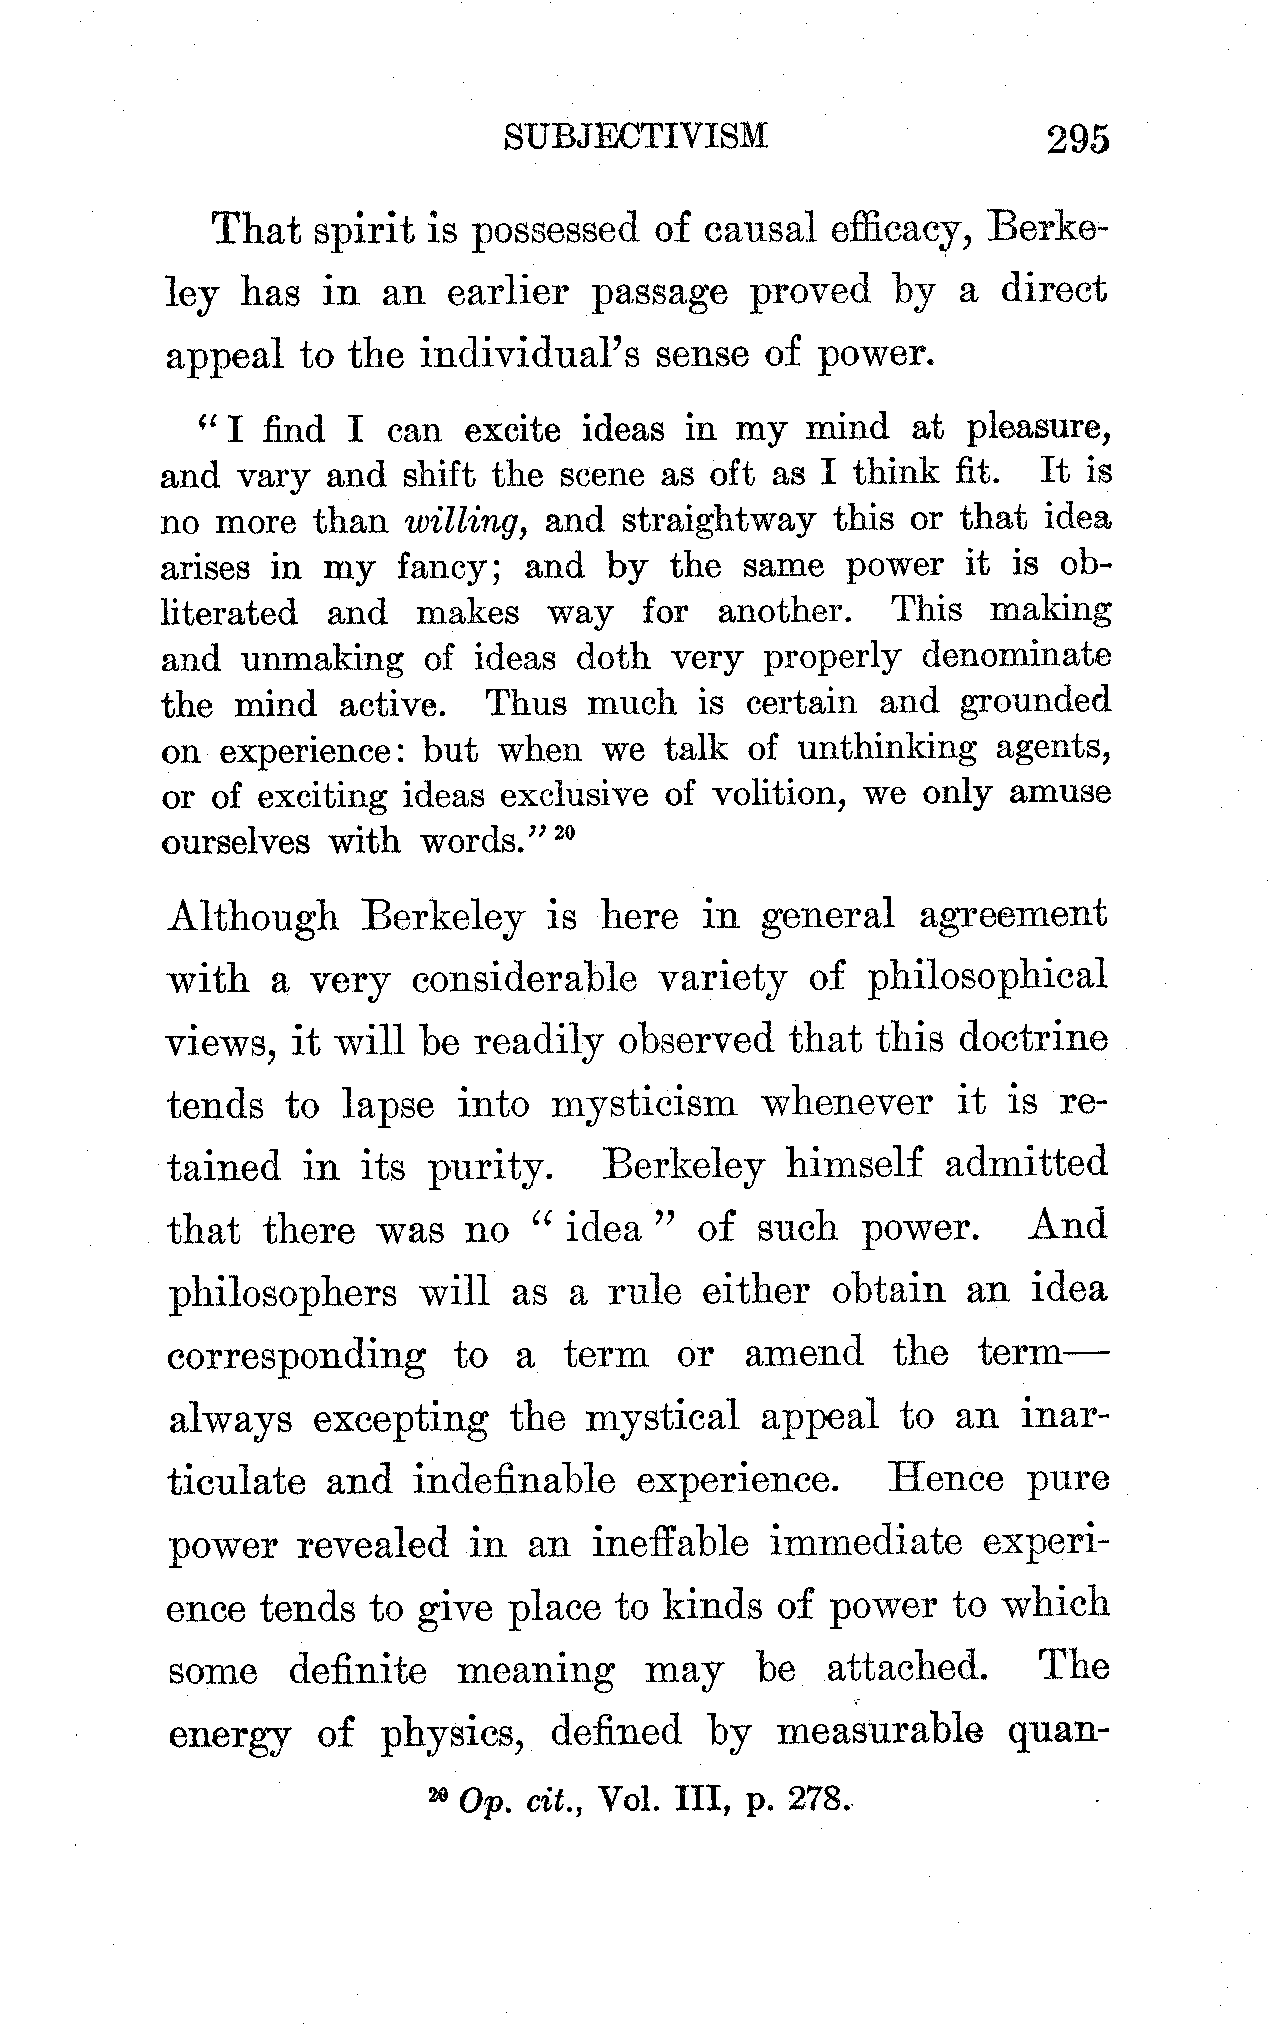 SUBJECTIVISM 295
That spirit is possessed of causal efficacy, Berke-
ley has in an earlier passage proved by a direct
appeal to the individual's sense of power.
"I find I can excite ideas in my mind at pleasure,
and vary and shift the scene as oft as I think fit. It is
no more than willing, and straightway this or that idea
arises in my fancy; and by the same power it is ob-
literated and makes way for another. This making
and unmaking of ideas doth very properly denominate
the mind active. Thus much is certain and grounded
on experience: but when we talk of unthinking agents,
or of exciting ideas exclusive of volition, we only amuse
ourselves with words." 20
Although Berkeley is here in general agreement
with a very considerable variety of philosophical
views, it will be readily observed that this doctrine
tends to lapse into mysticism whenever it is re-
tained in its purity. Berkeley himself admitted
that there was no "idea" of such power. And
philosophers will as a rule either obtain an idea
corresponding to a term or amend the term—
always excepting the mystical appeal to an inar-
ticulate and indefinable experience. Hence pure
power revealed in an ineffable immediate experi-
ence tends to give place to kinds of power to which
some definite meaning may be attached. The
energy of physics, defined by measurable quan-
20 Op. cit., Vol. III, p. 278.